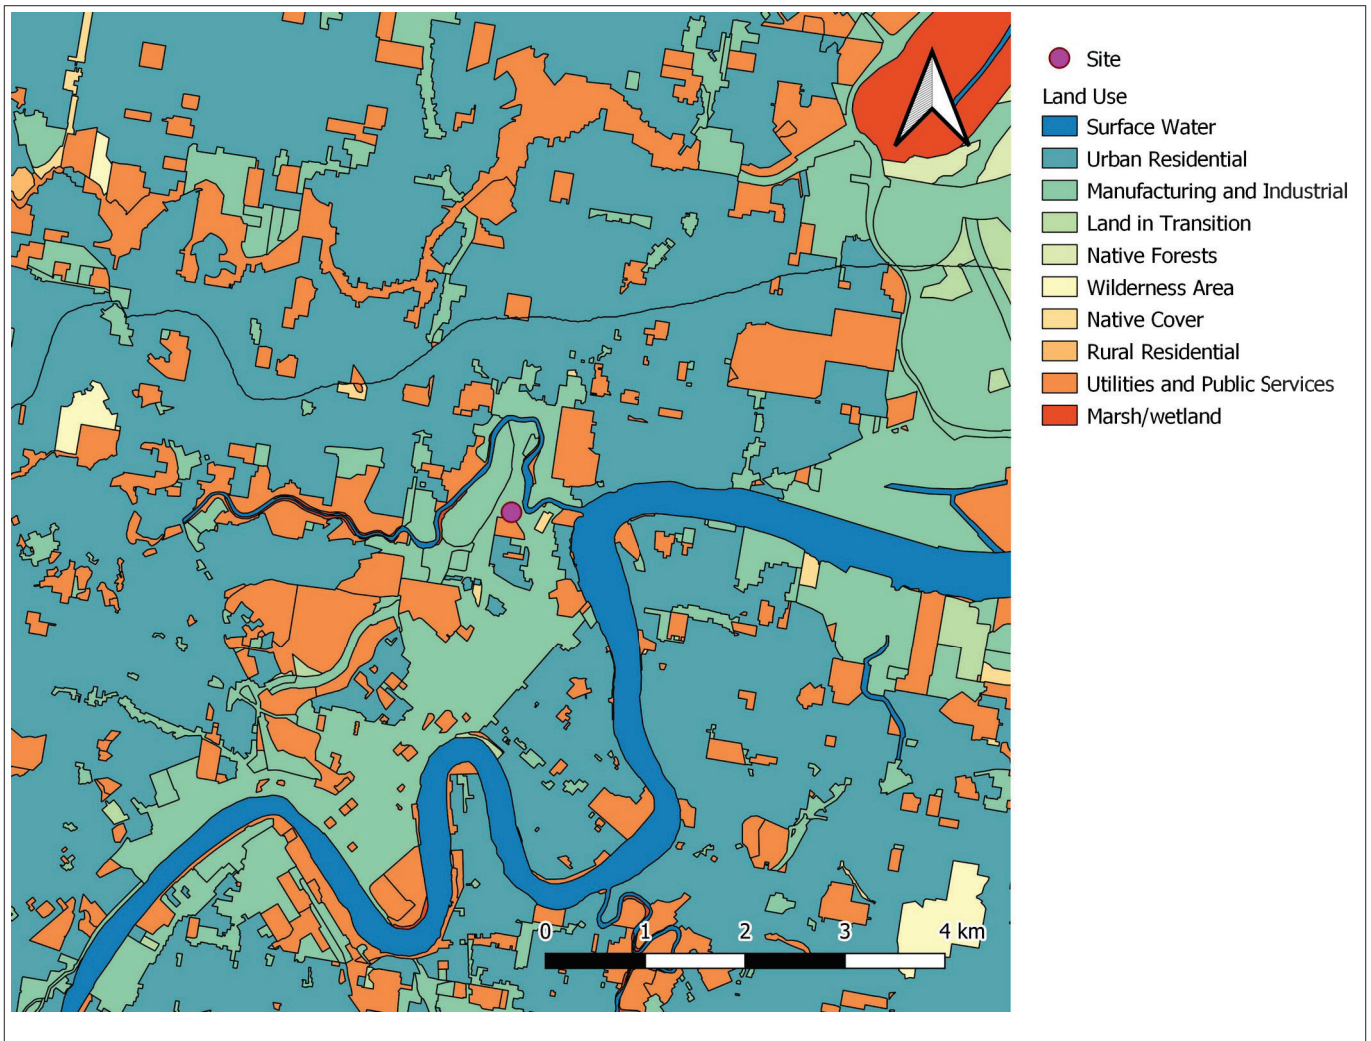 Site
Land Use
Surface Water
Urban Residential
Manufacturing and Industrial
Land in Transition
Native Forests
Wilderness Area
Native Cover
Rural Residential
Utilities and Public Services
Marsh/wetland
0 1 2 3 4 km